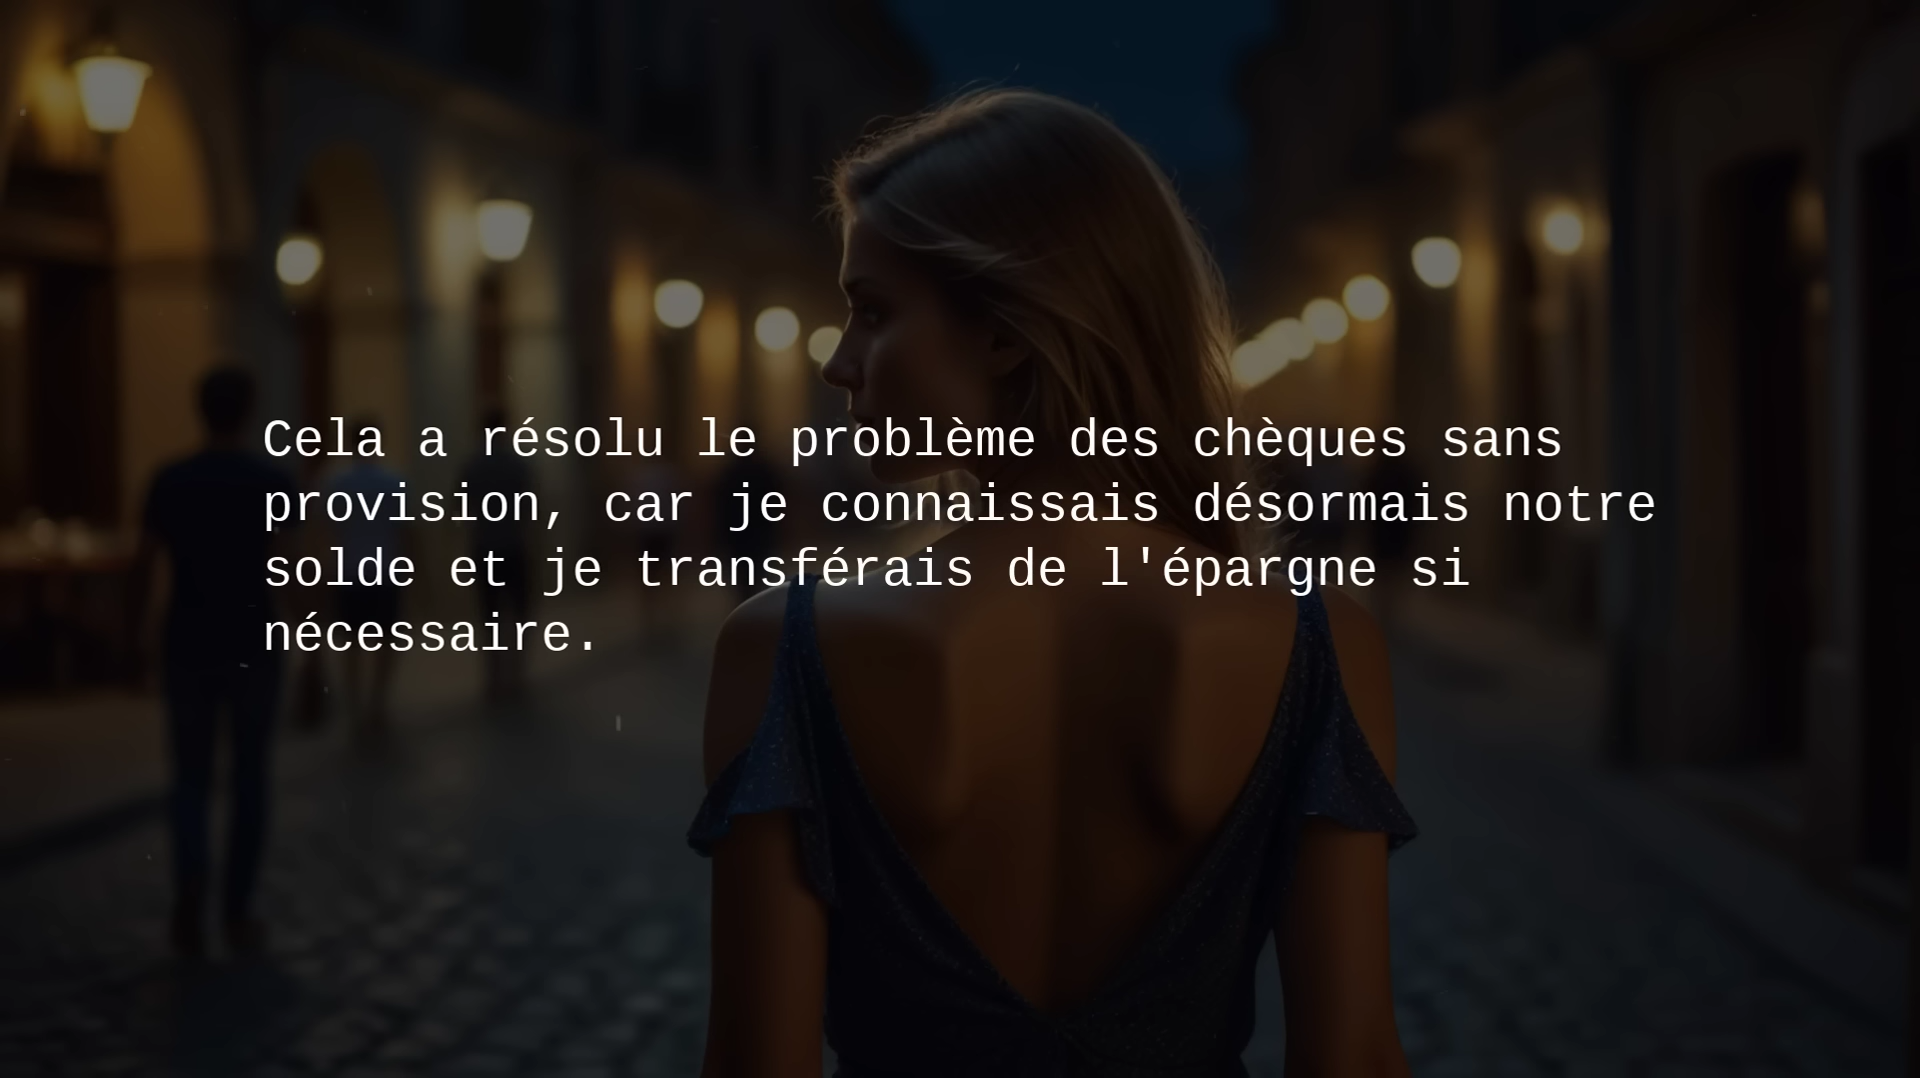 Cela a résolu le problème des chèques sans
provision, car je connaissais désormais notre
solde et je transférais de l'épargne si
nécessaire.